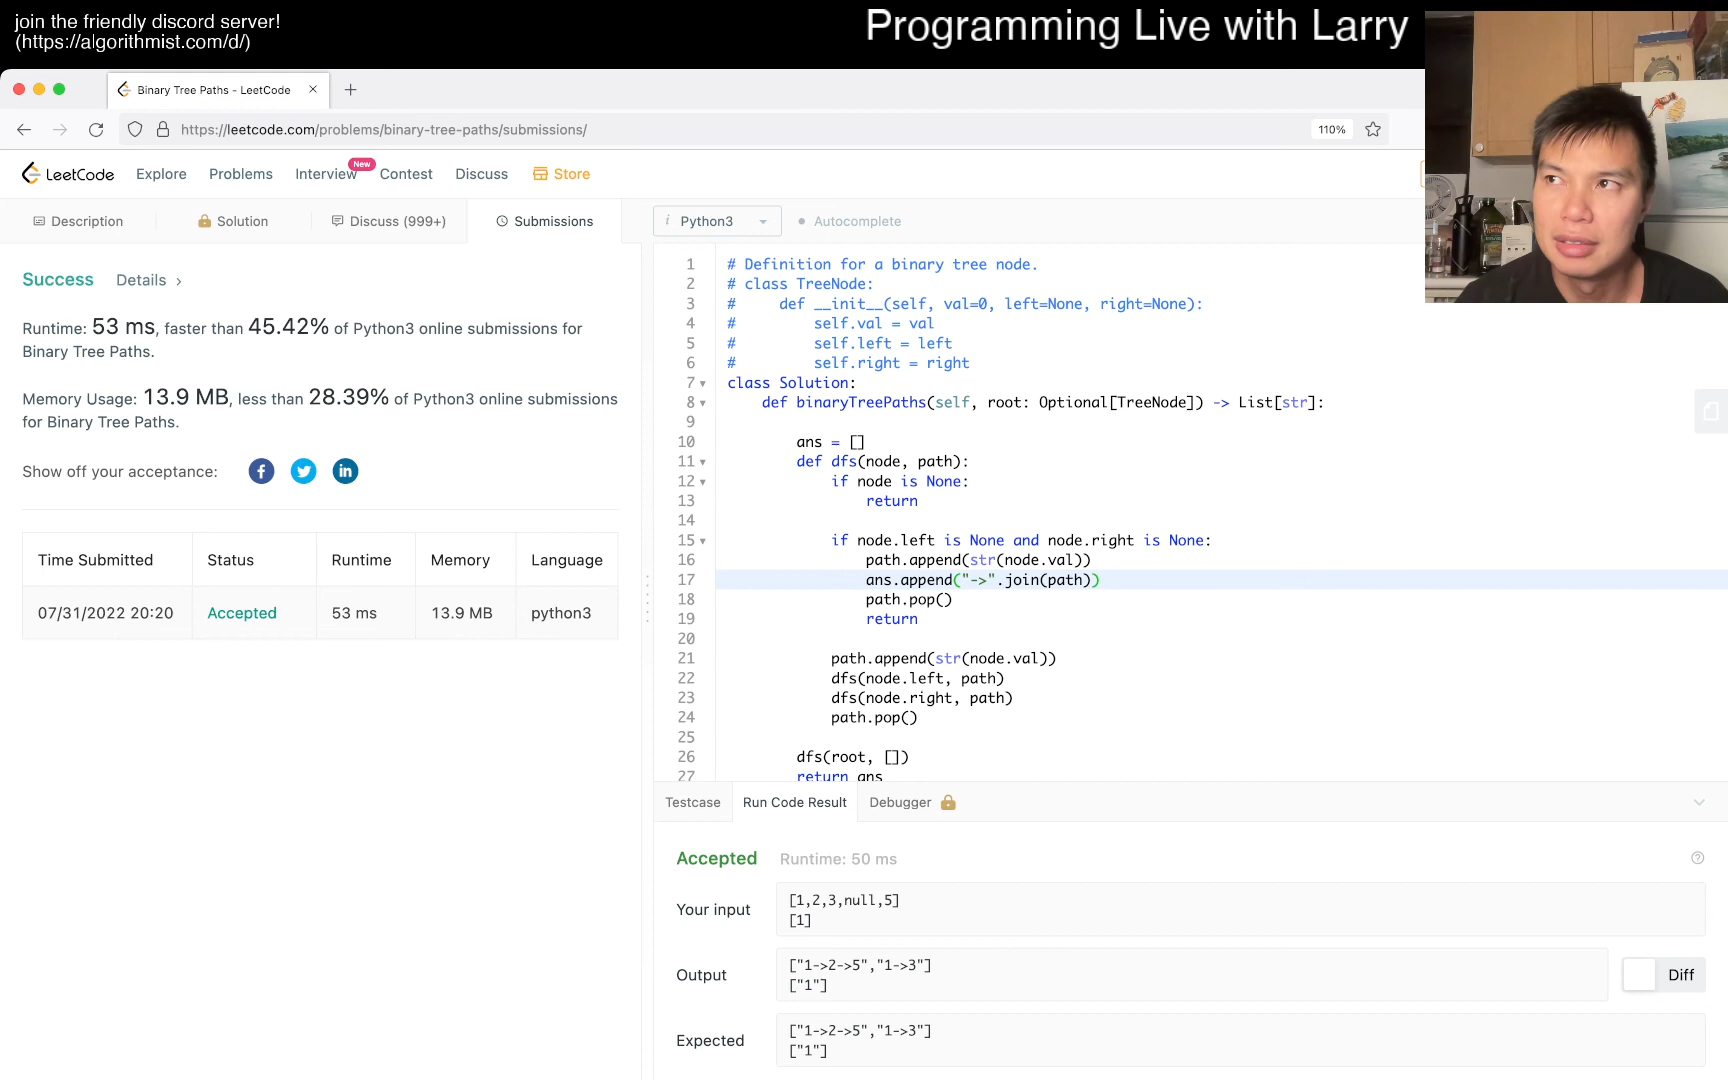 join the friendly discord server!
(https://algorithmist.com/d/)
Programming Live with Larry
Binary Tree Paths - LeetCode
https://leetcode.com/problems/binary-tree-paths/submissions/
110%
LeetCode
Explore
Problems
Interview
New
Contest
Discuss
Store
Description
Solution
Discuss (999+)
Submissions
i Python3
Autocomplete
Success
Details >
Runtime: 53 ms, faster than 45.42% of Python3 online submissions for
Binary Tree Paths.
Memory Usage: 13.9 MB, less than 28.39% of Python3 online submissions
for Binary Tree Paths.
Show off your acceptance:
Time Submitted Status Runtime Memory Language
07/31/2022 20:20 Accepted 53 ms 13.9 MB python3
1 # Definition for a binary tree node.
2 # class TreeNode:
3 #     def __init__(self, val=0, left=None, right=None):
4 #         self.val = val
5 #         self.left = left
6 #         self.right = right
7 class Solution:
8     def binaryTreePaths(self, root: Optional[TreeNode]) -> List[str]:
9
10         ans = []
11         def dfs(node, path):
12             if node is None:
13                 return
14
15             if node.left is None and node.right is None:
16                 path.append(str(node.val))
17                 ans.append("->".join(path))
18                 path.pop()
19                 return
20
21             path.append(str(node.val))
22             dfs(node.left, path)
23             dfs(node.right, path)
24             path.pop()
25
26         dfs(root, [])
27         return ans
Testcase
Run Code Result
Debugger
Accepted
Runtime: 50 ms
Your input
[1,2,3,null,5]
[1]
Output
["1->2->5","1->3"]
["1"]
Diff
Expected
["1->2->5","1->3"]
["1"]